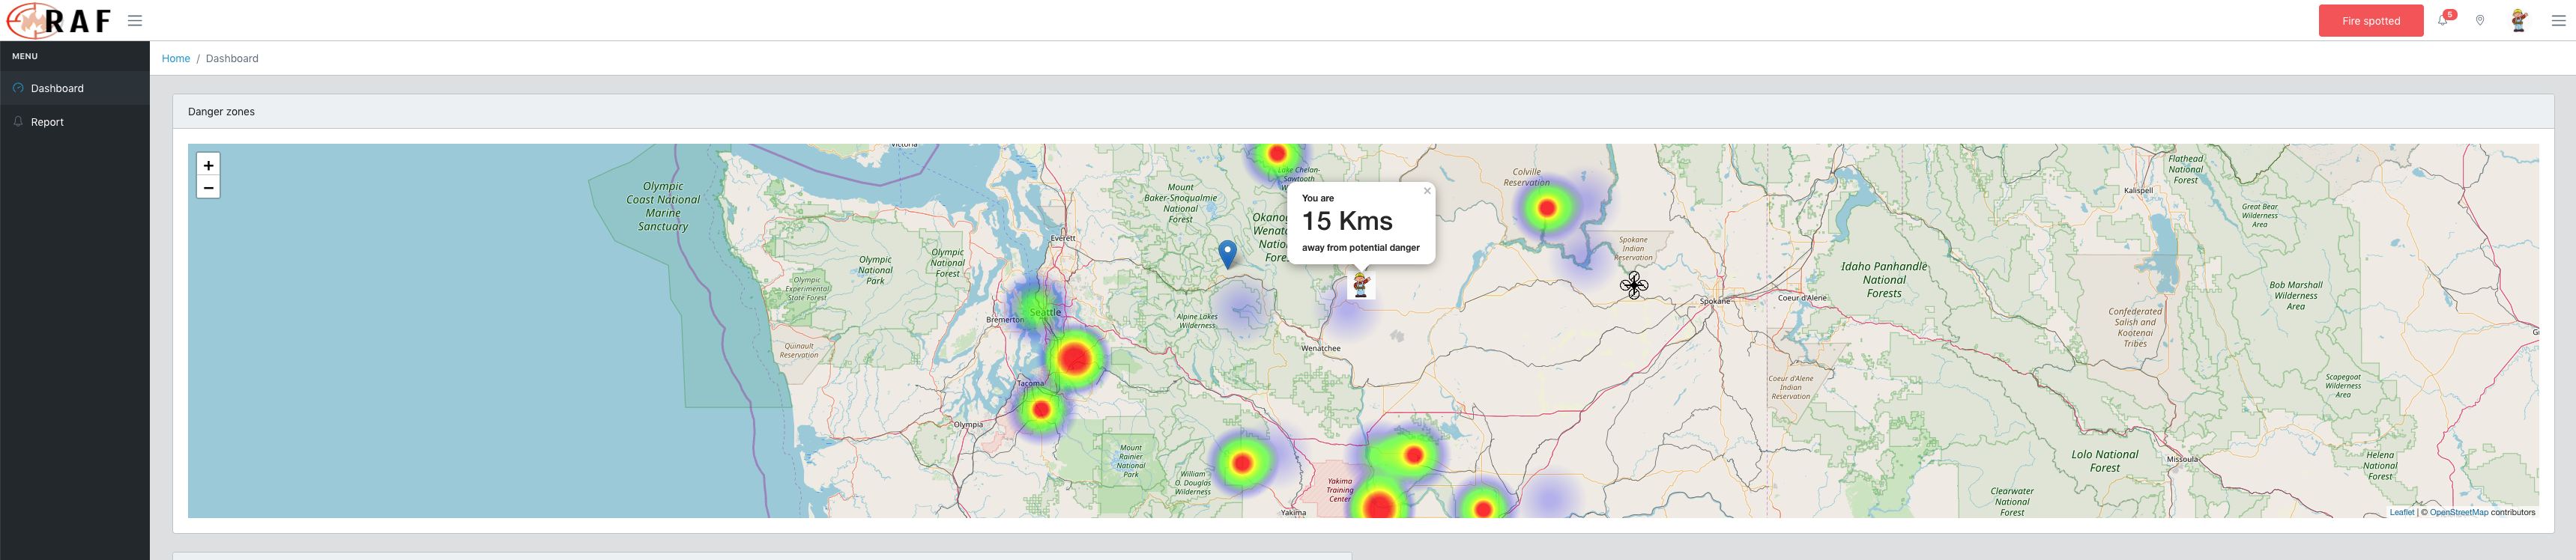 RAF
Fire spotted
5
MENU
Home / Dashboard
Dashboard
Danger zones
Report
+
−
Victoria
Olympic
Coast National
Marine
Sanctuary
Mount
Baker-Snoqualmie
National
Forest
Lake Chelan-
Sawtooth
You are
15 Kms
away from potential danger
×
Colville
Reservation
Flathead
National
Forest
Kalispell
Great Bear
Wilderness
Everett
Olympic
National
Park
Olympic
National
Forest
Spokane
Indian
Reservation
Idaho Panhandle
National
Forests
Olympic
Experimental
State Forest
Bob Marshall
Wilderness
Area
Spokane
Coeur d'Alene
Bremerton
Seattle
Alpine Lakes
Wilderness
Confederated
Salish and
Kootenai
Tribes
Quinault
Reservation
Wenatchee
Tacoma
Coeur d'Alene
Indian
Reservation
Scapegoat
Wilderness
Area
Olympia
Mount
Rainier
National
Park
William
O. Douglas
Wilderness
Yakima
Training
Center
Lolo National
Forest
Missoula
Helena
National
Forest
Clearwater
National
Forest
Yakima
Leaflet | © OpenStreetMap contributors